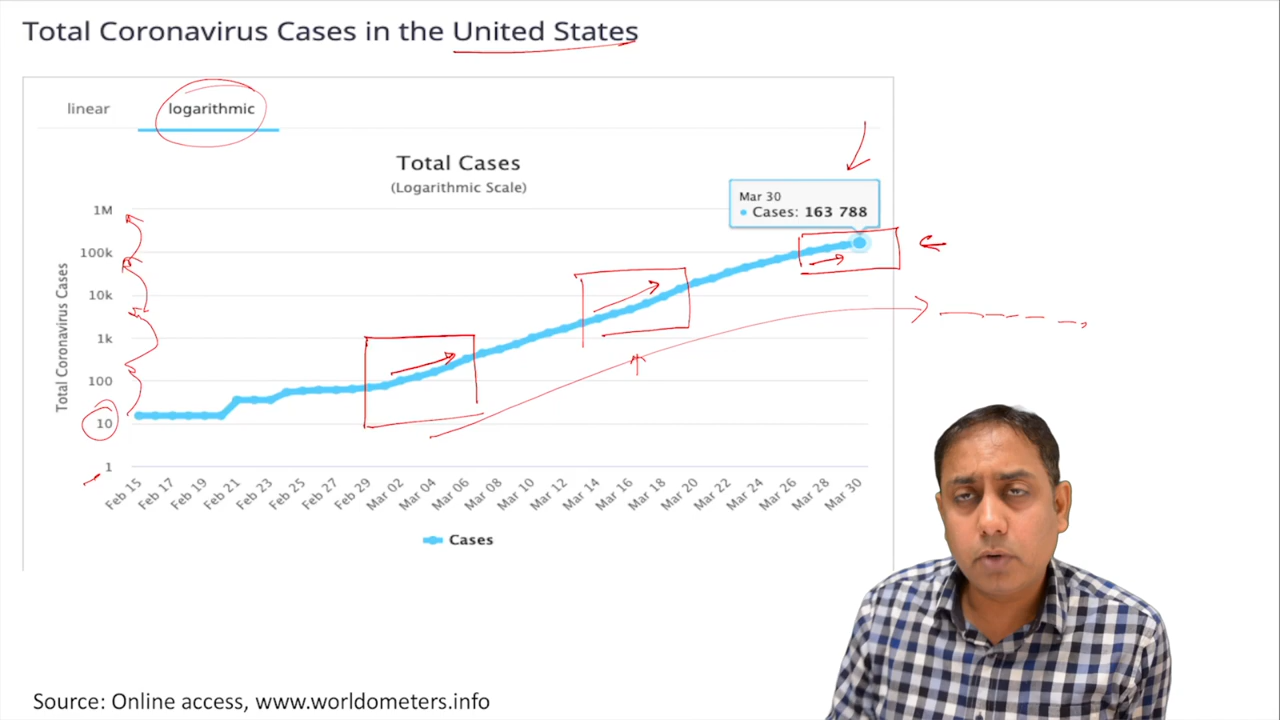 Total Coronavirus Cases in the United States
linear
logarithmic
Total Cases
(Logarithmic Scale)
Mar 30
Cases: 163 788
1M
100k
10k
1k
100
10
1
Total Coronavirus Cases
Feb 15
Feb 17
Feb 19
Feb 21
Feb 23
Feb 25
Feb 27
Feb 29
Mar 02
Mar 04
Mar 06
Mar 08
Mar 10
Mar 12
Mar 14
Mar 16
Mar 18
Mar 20
Mar 22
Mar 24
Mar 26
Mar 28
Mar 30
Cases
Source: Online access, www.worldometers.info